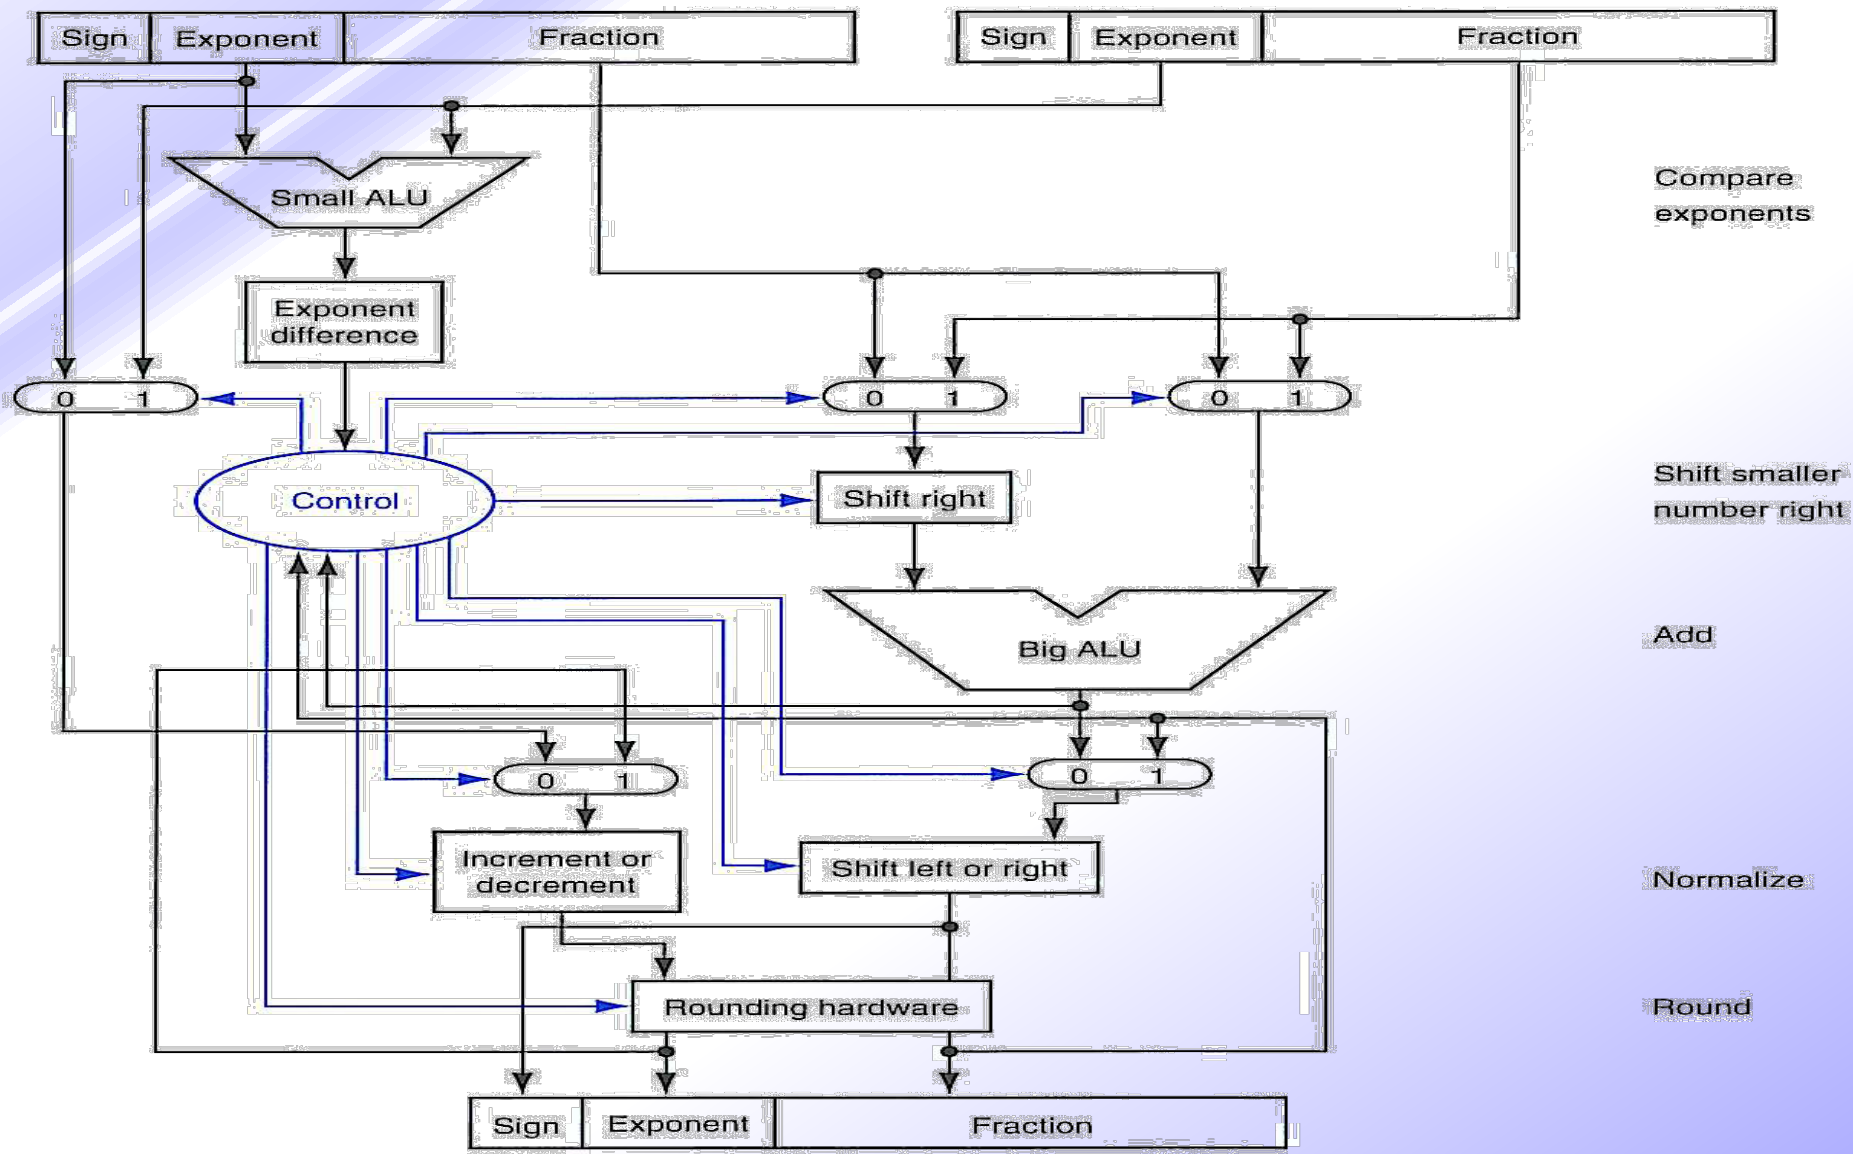 Sign Exponent Fraction Sign Exponent Fraction
Small ALU
Compare
exponents
Exponent
difference
0 1 0 1 0 1
Control
Shift right
Shift smaller
number right
Big ALU
Add
0 1 0 1
Increment or
decrement
Shift left or right
Normalize
Rounding hardware
Round
Sign Exponent Fraction